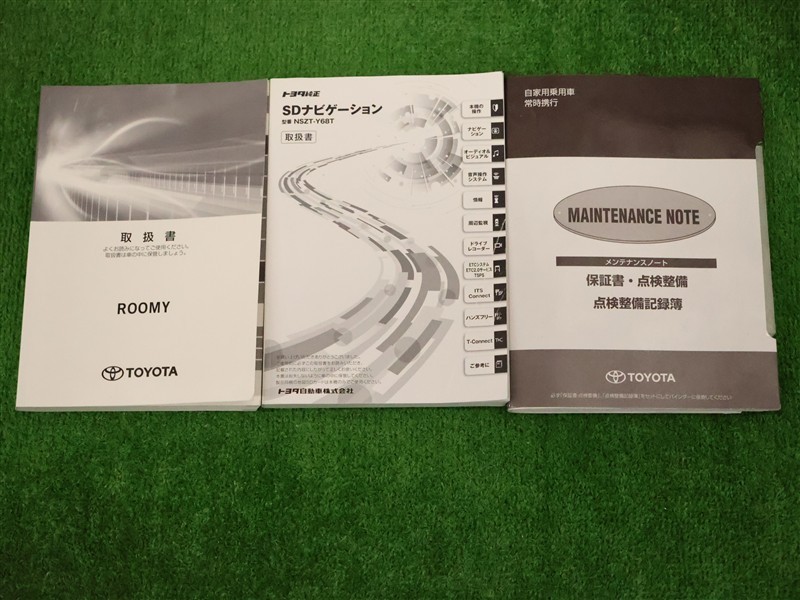 取扱書
よくお読みになってご使用ください。
取扱書は車の中に保管しましょう。
ROOMY
TOYOTA
トヨタ純正
SDナビゲーション
型番 NSZT-Y68T
取扱書
本機の
操作
ナビゲー
ション
オーディオ&
ビジュアル
音声操作
システム
情報
周辺監視
ドライブ
レコーダー
ETCシステム
ETC2.0サービス
TSPS
ITS
Connect
ハンズフリー
T-Connect
ご参考に
トヨタ自動車株式会社
自家用乗用車
常時携行
MAINTENANCE NOTE
メンテナンスノート
保証書・点検整備
点検整備記録簿
TOYOTA